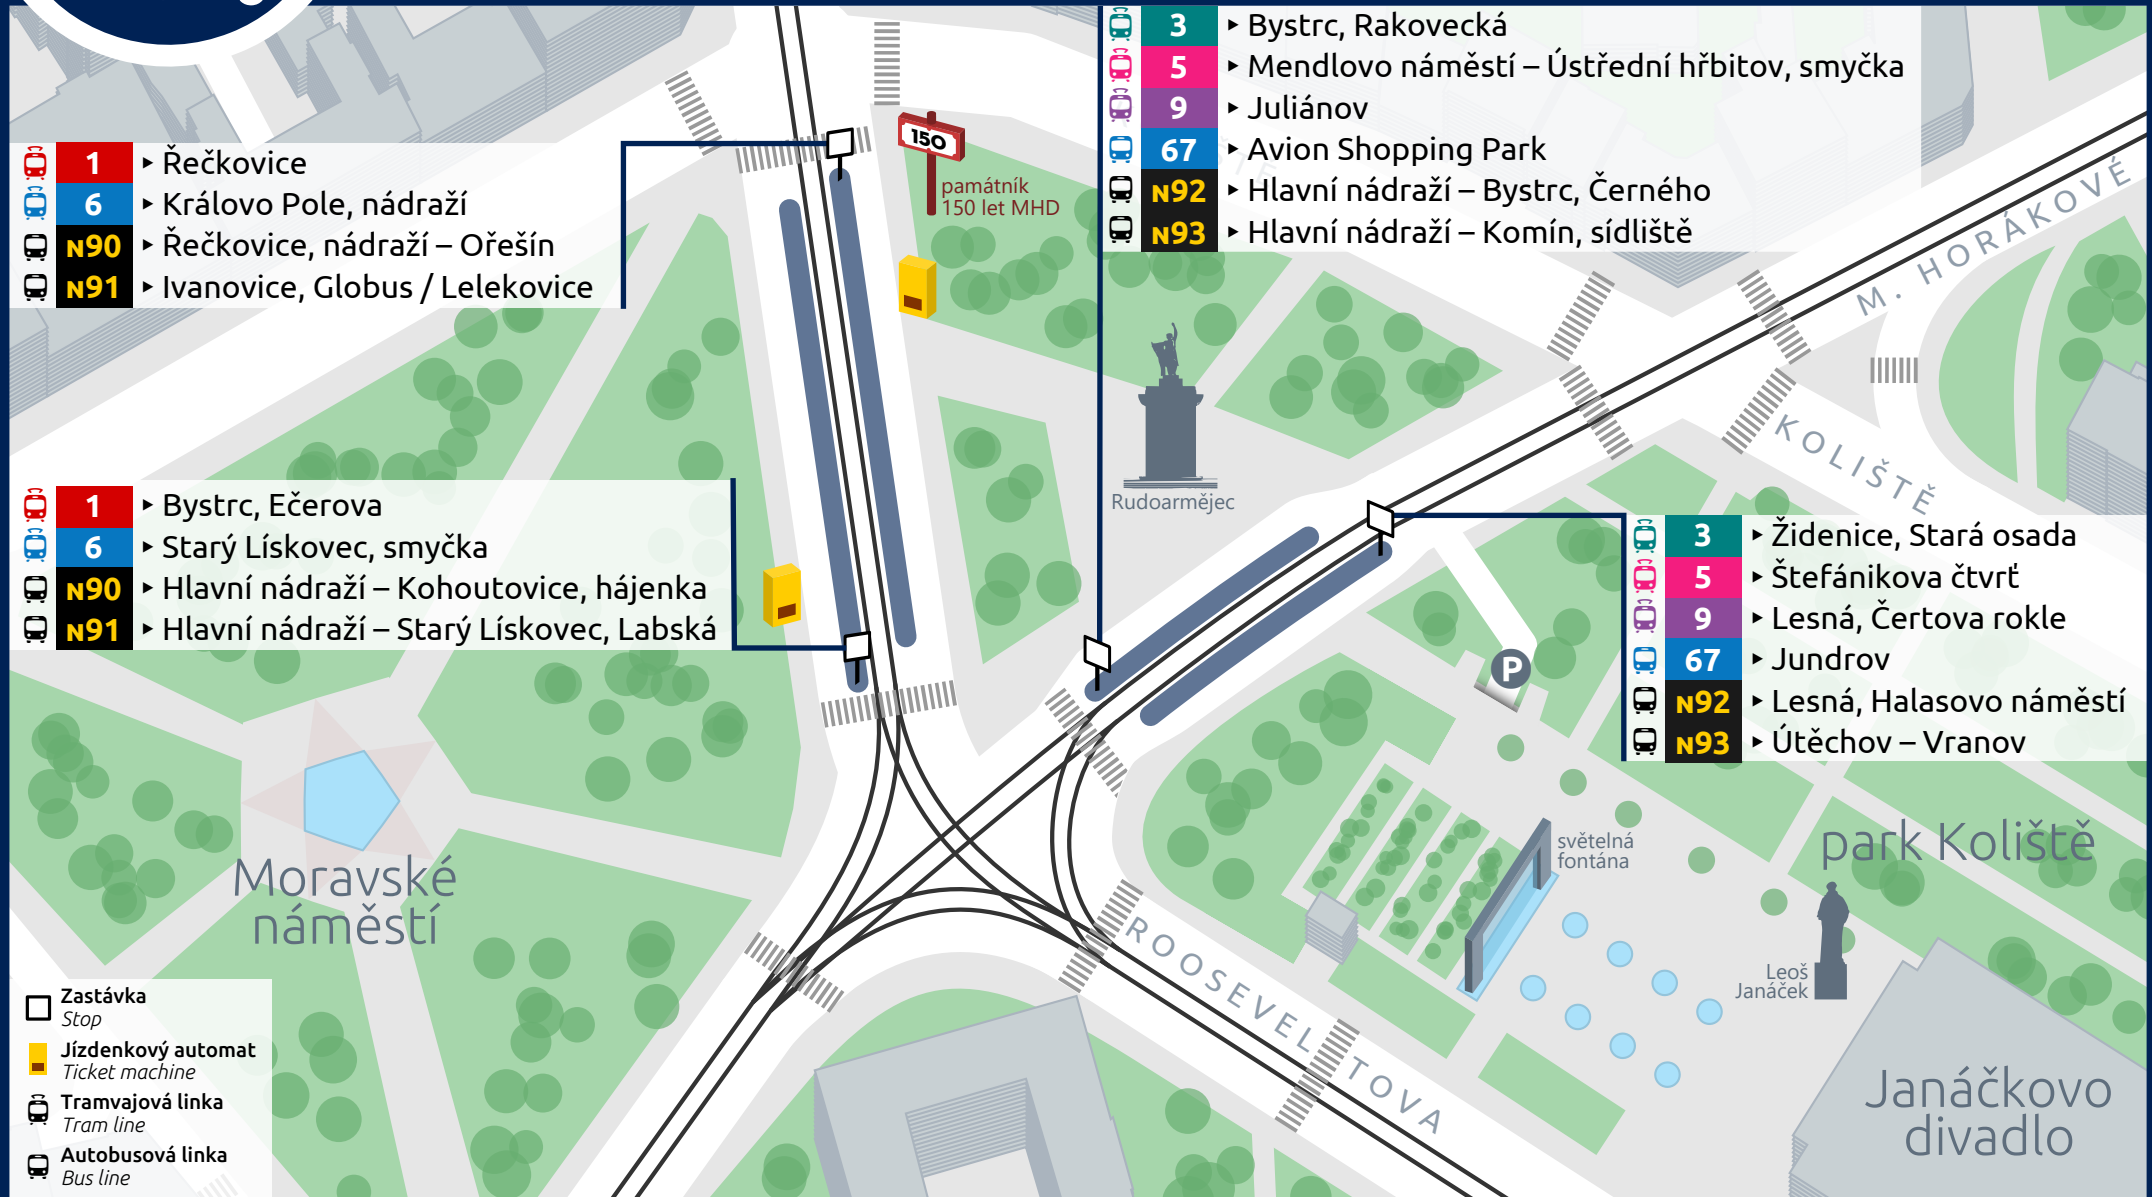 3 ▸ Bystrc, Rakovecká
5 ▸ Mendlovo náměstí – Ústřední hřbitov, smyčka
9 ▸ Juliánov
67 ▸ Avion Shopping Park
N92 ▸ Hlavní nádraží – Bystrc, Černého
N93 ▸ Hlavní nádraží – Komín, sídliště
1 ▸ Řečkovice
6 ▸ Královo Pole, nádraží
N90 ▸ Řečkovice, nádraží – Ořešín
N91 ▸ Ivanovice, Globus / Lelekovice
150
památník
150 let MHD
M. HORÁKOVÉ
KOLIŠTĚ
Rudoarmějec
1 ▸ Bystrc, Ečerova
6 ▸ Starý Lískovec, smyčka
N90 ▸ Hlavní nádraží – Kohoutovice, hájenka
N91 ▸ Hlavní nádraží – Starý Lískovec, Labská
3 ▸ Židenice, Stará osada
5 ▸ Štefánikova čtvrť
9 ▸ Lesná, Čertova rokle
67 ▸ Jundrov
N92 ▸ Lesná, Halasovo náměstí
N93 ▸ Útěchov – Vranov
P
Moravské
náměstí
světelná
fontána
park Koliště
ROOSEVELTOVA
Leoš
Janáček
Janáčkovo
divadlo
Zastávka
Stop
Jízdenkový automat
Ticket machine
Tramvajová linka
Tram line
Autobusová linka
Bus line